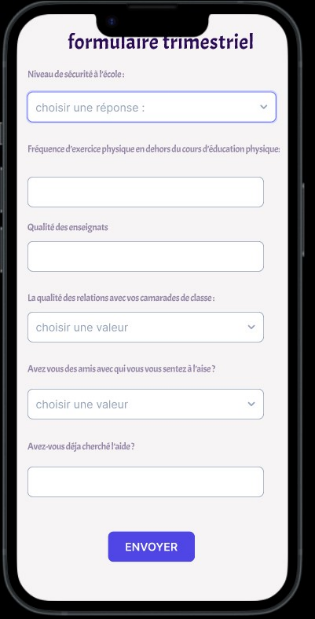 formulaire trimestriel
Niveau de sécurité à l'école :
choisir une réponse :
Fréquence d'exercice physique en dehors du cours d'éducation physique:
Qualité des enseignats
La qualité des relations avec vos camarades de classe :
choisir une valeur
Avez vous des amis avec qui vous vous sentez à l'aise ?
choisir une valeur
Avez-vous déja cherché l'aide ?
ENVOYER